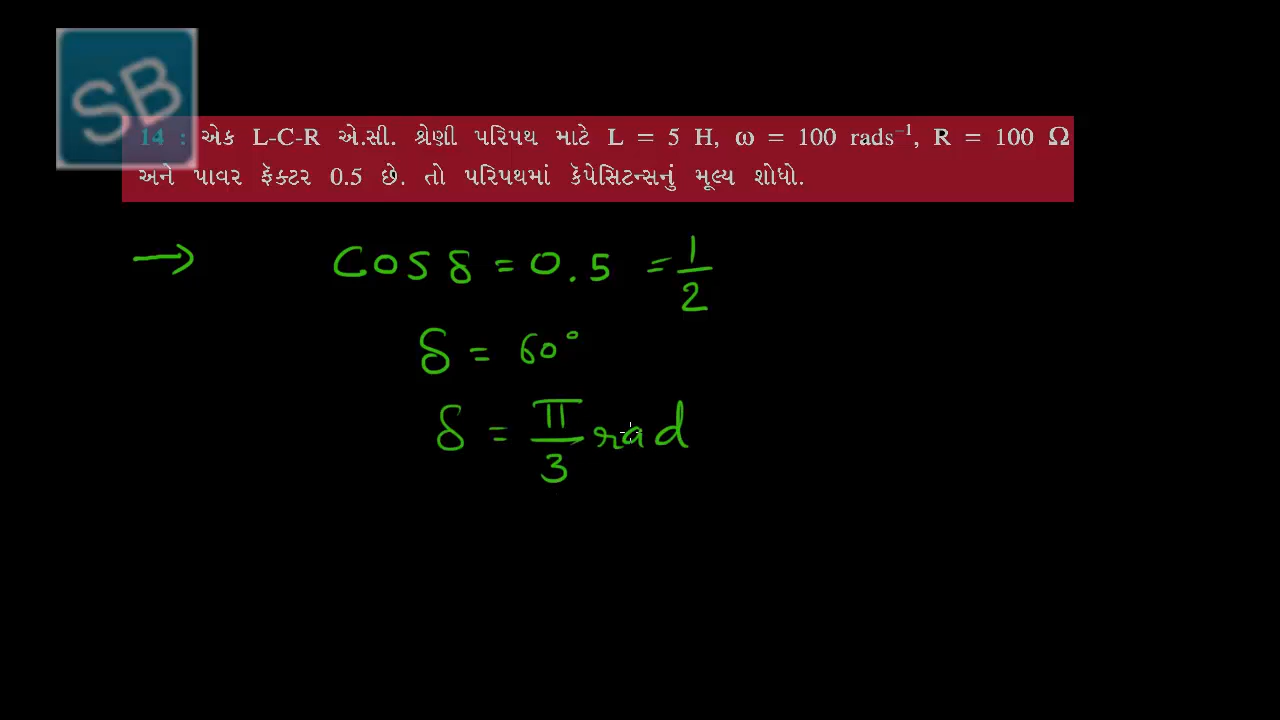 SB
14 : એક L-C-R એ.સી. શ્રેણી પરિપથ માટે L = 5 H, ω = 100 rads⁻¹, R = 100 Ω
અને પાવર ફૅક્ટર 0.5 છે. તો પરિપથમાં કૅપેસિટન્સનું મૂલ્ય શોધો.
→ cos δ = 0.5 = 1/2
δ = 60°
δ = π/3 rad